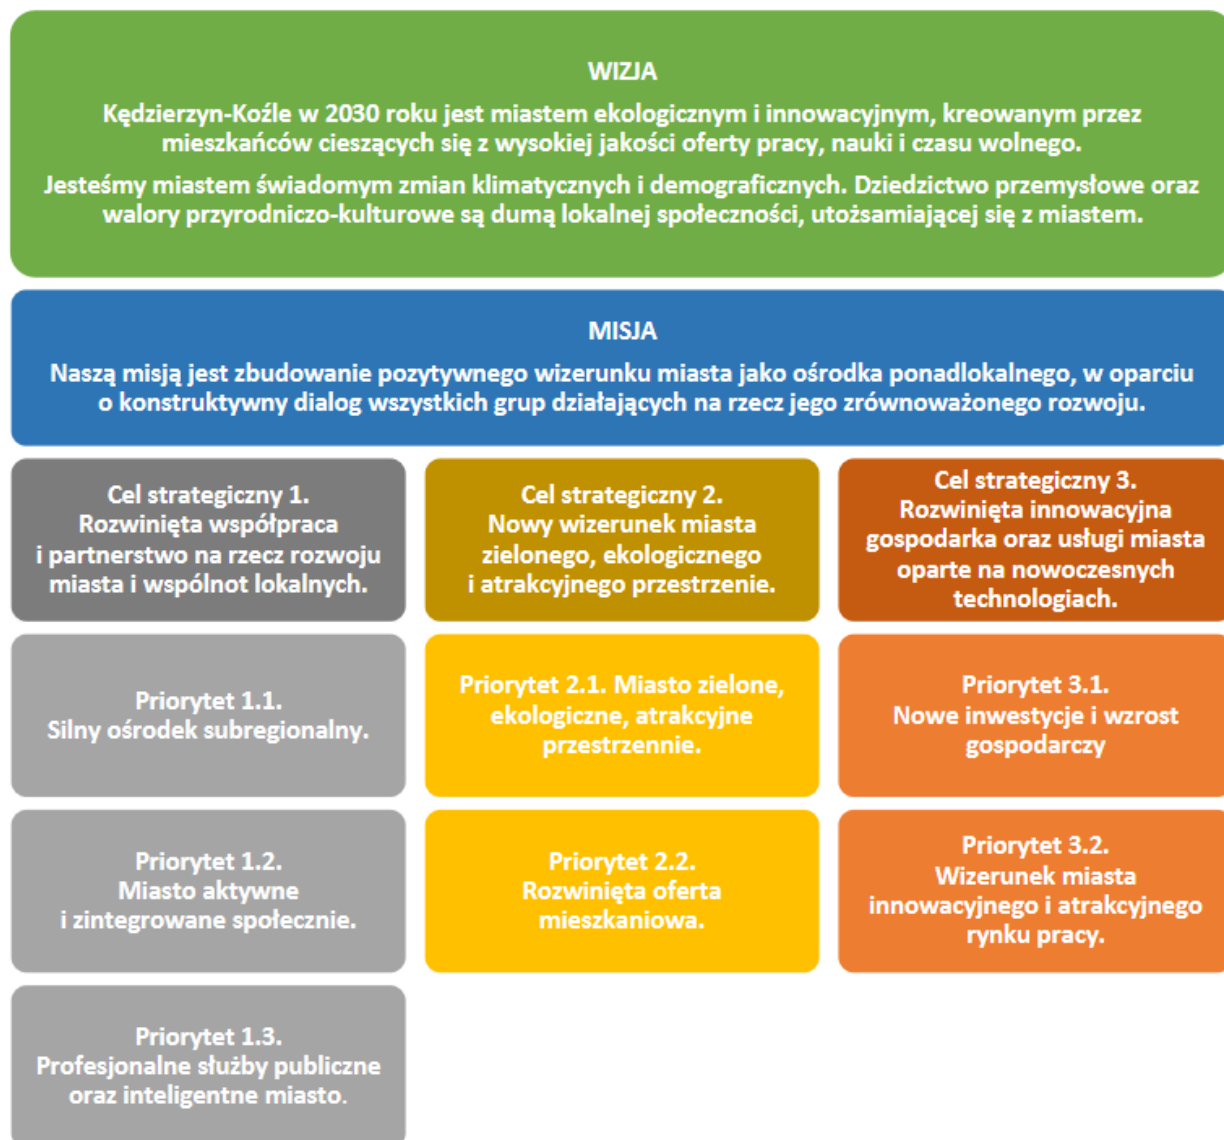 WIZJA
Kędzierzyn-Koźle w 2030 roku jest miastem ekologicznym i innowacyjnym, kreowanym przez
mieszkańców cieszących się z wysokiej jakości oferty pracy, nauki i czasu wolnego.
Jesteśmy miastem świadomym zmian klimatycznych i demograficznych. Dziedzictwo przemysłowe oraz
walory przyrodniczo-kulturowe są dumą lokalnej społeczności, utożsamiającej się z miastem.
MISJA
Naszą misją jest zbudowanie pozytywnego wizerunku miasta jako ośrodka ponadlokalnego, w oparciu
o konstruktywny dialog wszystkich grup działających na rzecz jego zrównoważonego rozwoju.
Cel strategiczny 1.
Rozwinięta współpraca
i partnerstwo na rzecz rozwoju
miasta i wspólnot lokalnych.
Cel strategiczny 2.
Nowy wizerunek miasta
zielonego, ekologicznego
i atrakcyjnego przestrzenie.
Cel strategiczny 3.
Rozwinięta innowacyjna
gospodarka oraz usługi miasta
oparte na nowoczesnych
technologiach.
Priorytet 1.1.
Silny ośrodek subregionalny.
Priorytet 2.1. Miasto zielone,
ekologiczne, atrakcyjne
przestrzennie.
Priorytet 3.1.
Nowe inwestycje i wzrost
gospodarczy
Priorytet 1.2.
Miasto aktywne
i zintegrowane społecznie.
Priorytet 2.2.
Rozwinięta oferta
mieszkaniowa.
Priorytet 3.2.
Wizerunek miasta
innowacyjnego i atrakcyjnego
rynku pracy.
Priorytet 1.3.
Profesjonalne służby publiczne
oraz inteligentne miasto.